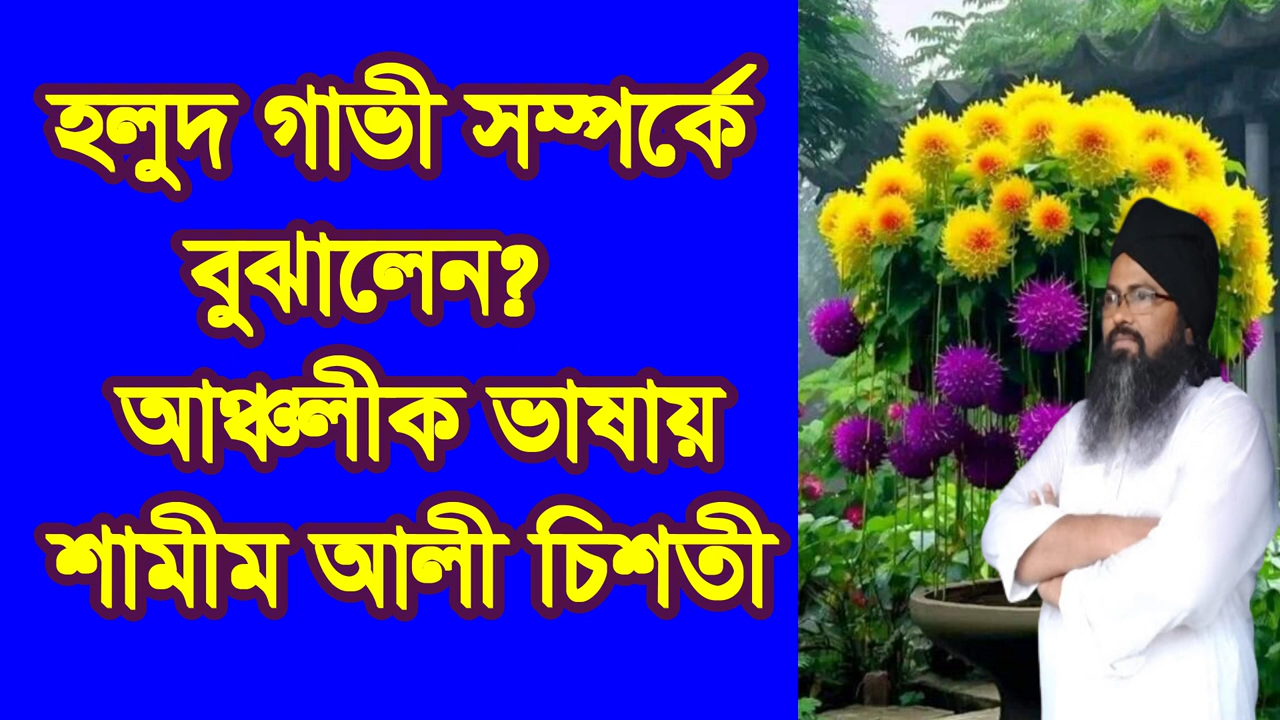 হলুদ গাভী সম্পর্কে
বুঝালেন?
আঞ্চলীক ভাষায়
শামীম আলী চিশতী